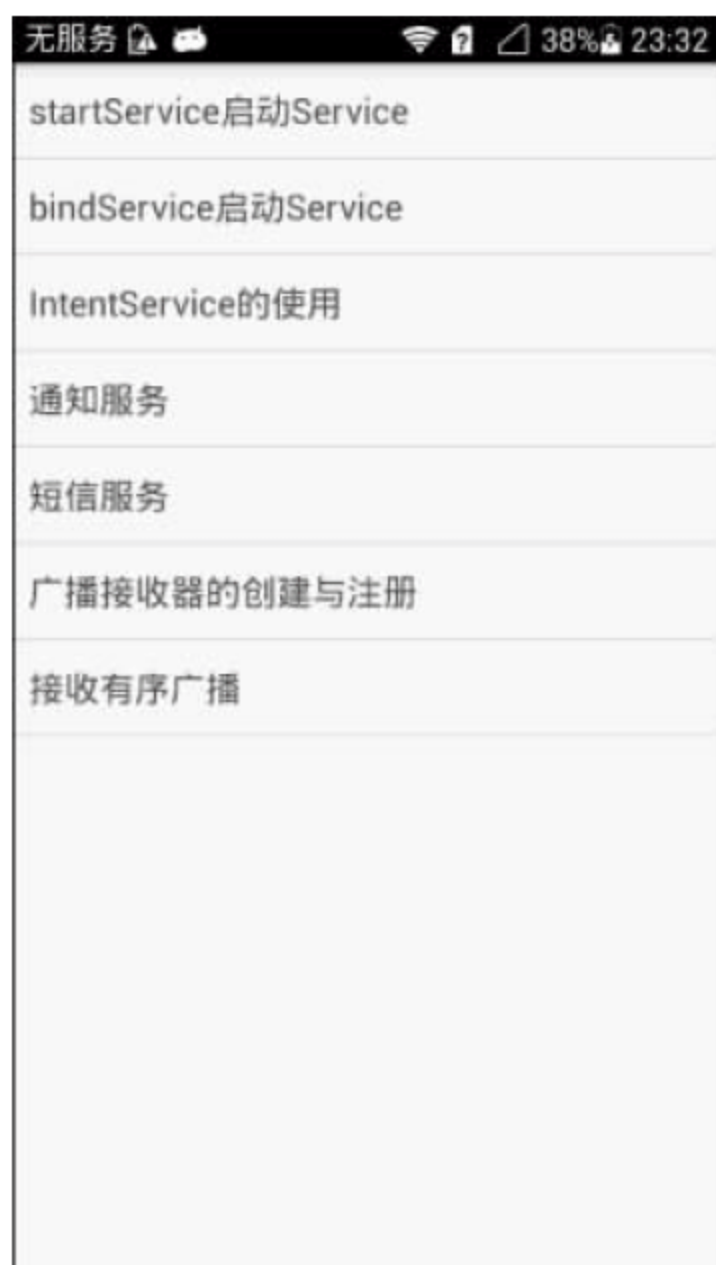 无服务 38% 23:32
startService启动Service
bindService启动Service
IntentService的使用
通知服务
短信服务
广播接收器的创建与注册
接收有序广播